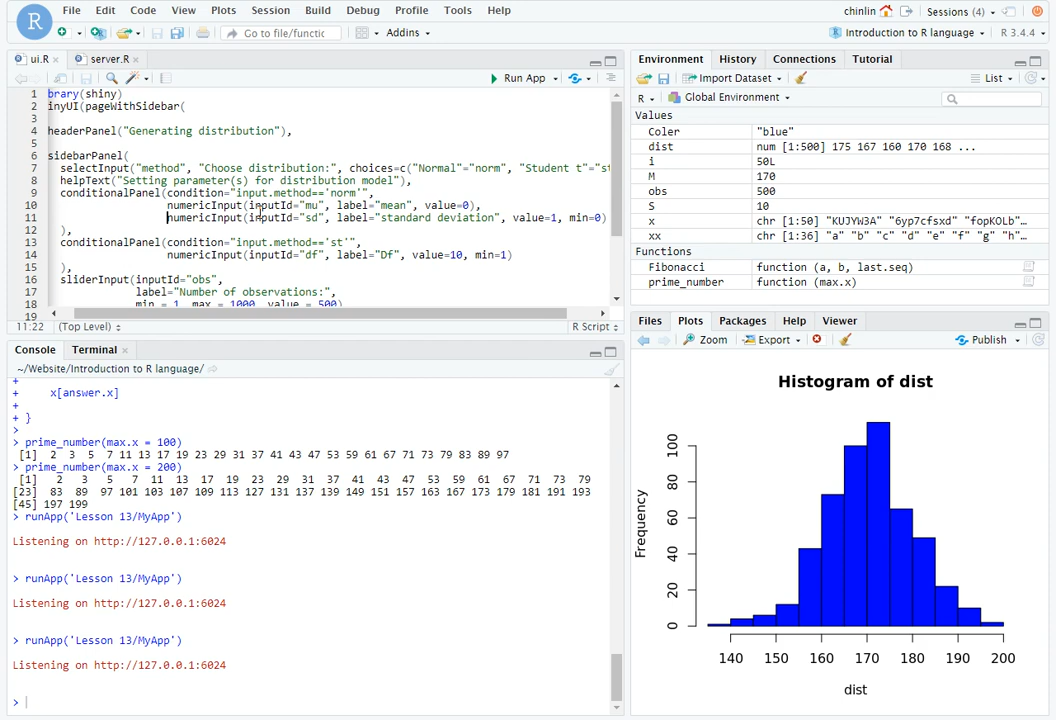 File Edit Code View Plots Session Build Debug Profile Tools Help
chinlin Sessions (4)
R
Go to file/functic Addins
Introduction to R language R 3.4.4
ui.R × server.R ×
Run App
1 brary(shiny)
2 inyUI(pageWithSidebar(
3
4 headerPanel("Generating distribution"),
5
6 sidebarPanel(
7 selectInput("method", "Choose distribution:", choices=c("Normal"="norm", "Student t"="st
8 helpText("Setting parameter(s) for distribution model"),
9 conditionalPanel(condition="input.method=='norm'",
10 numericInput(inputId="mu", label="mean", value=0),
11 numericInput(inputId="sd", label="standard deviation", value=1, min=0)
12 ),
13 conditionalPanel(condition="input.method=='st'",
14 numericInput(inputId="df", label="Df", value=10, min=1)
15 ),
16 sliderInput(inputId="obs",
17 label="Number of observations:",
18 min = 1, max = 1000, value = 500)
19
11:22 (Top Level) R Script
Console Terminal ×
~/Website/Introduction to R language/
+
+ x[answer.x]
+
+ }
>
> prime_number(max.x = 100)
[1] 2 3 5 7 11 13 17 19 23 29 31 37 41 43 47 53 59 61 67 71 73 79 83 89 97
> prime_number(max.x = 200)
[1] 2 3 5 7 11 13 17 19 23 29 31 37 41 43 47 53 59 61 67 71 73 79
[23] 83 89 97 101 103 107 109 113 127 131 137 139 149 151 157 163 167 173 179 181 191 193
[45] 197 199
> runApp('Lesson 13/MyApp')
Listening on http://127.0.0.1:6024
> runApp('Lesson 13/MyApp')
Listening on http://127.0.0.1:6024
> runApp('Lesson 13/MyApp')
Listening on http://127.0.0.1:6024
>
Environment History Connections Tutorial
Import Dataset List
R Global Environment
Values
Coler "blue"
dist num [1:500] 175 167 160 170 168 ...
i 50L
M 170
obs 500
S 10
x chr [1:50] "KUJYW3A" "6yp7cfsxd" "fopKOLb"…
xx chr [1:36] "a" "b" "c" "d" "e" "f" "g" "h"…
Functions
Fibonacci function (a, b, last.seq)
prime_number function (max.x)
Files Plots Packages Help Viewer
Zoom Export Publish
Histogram of dist
Frequency
100
80
60
40
20
0
140 150 160 170 180 190 200
dist